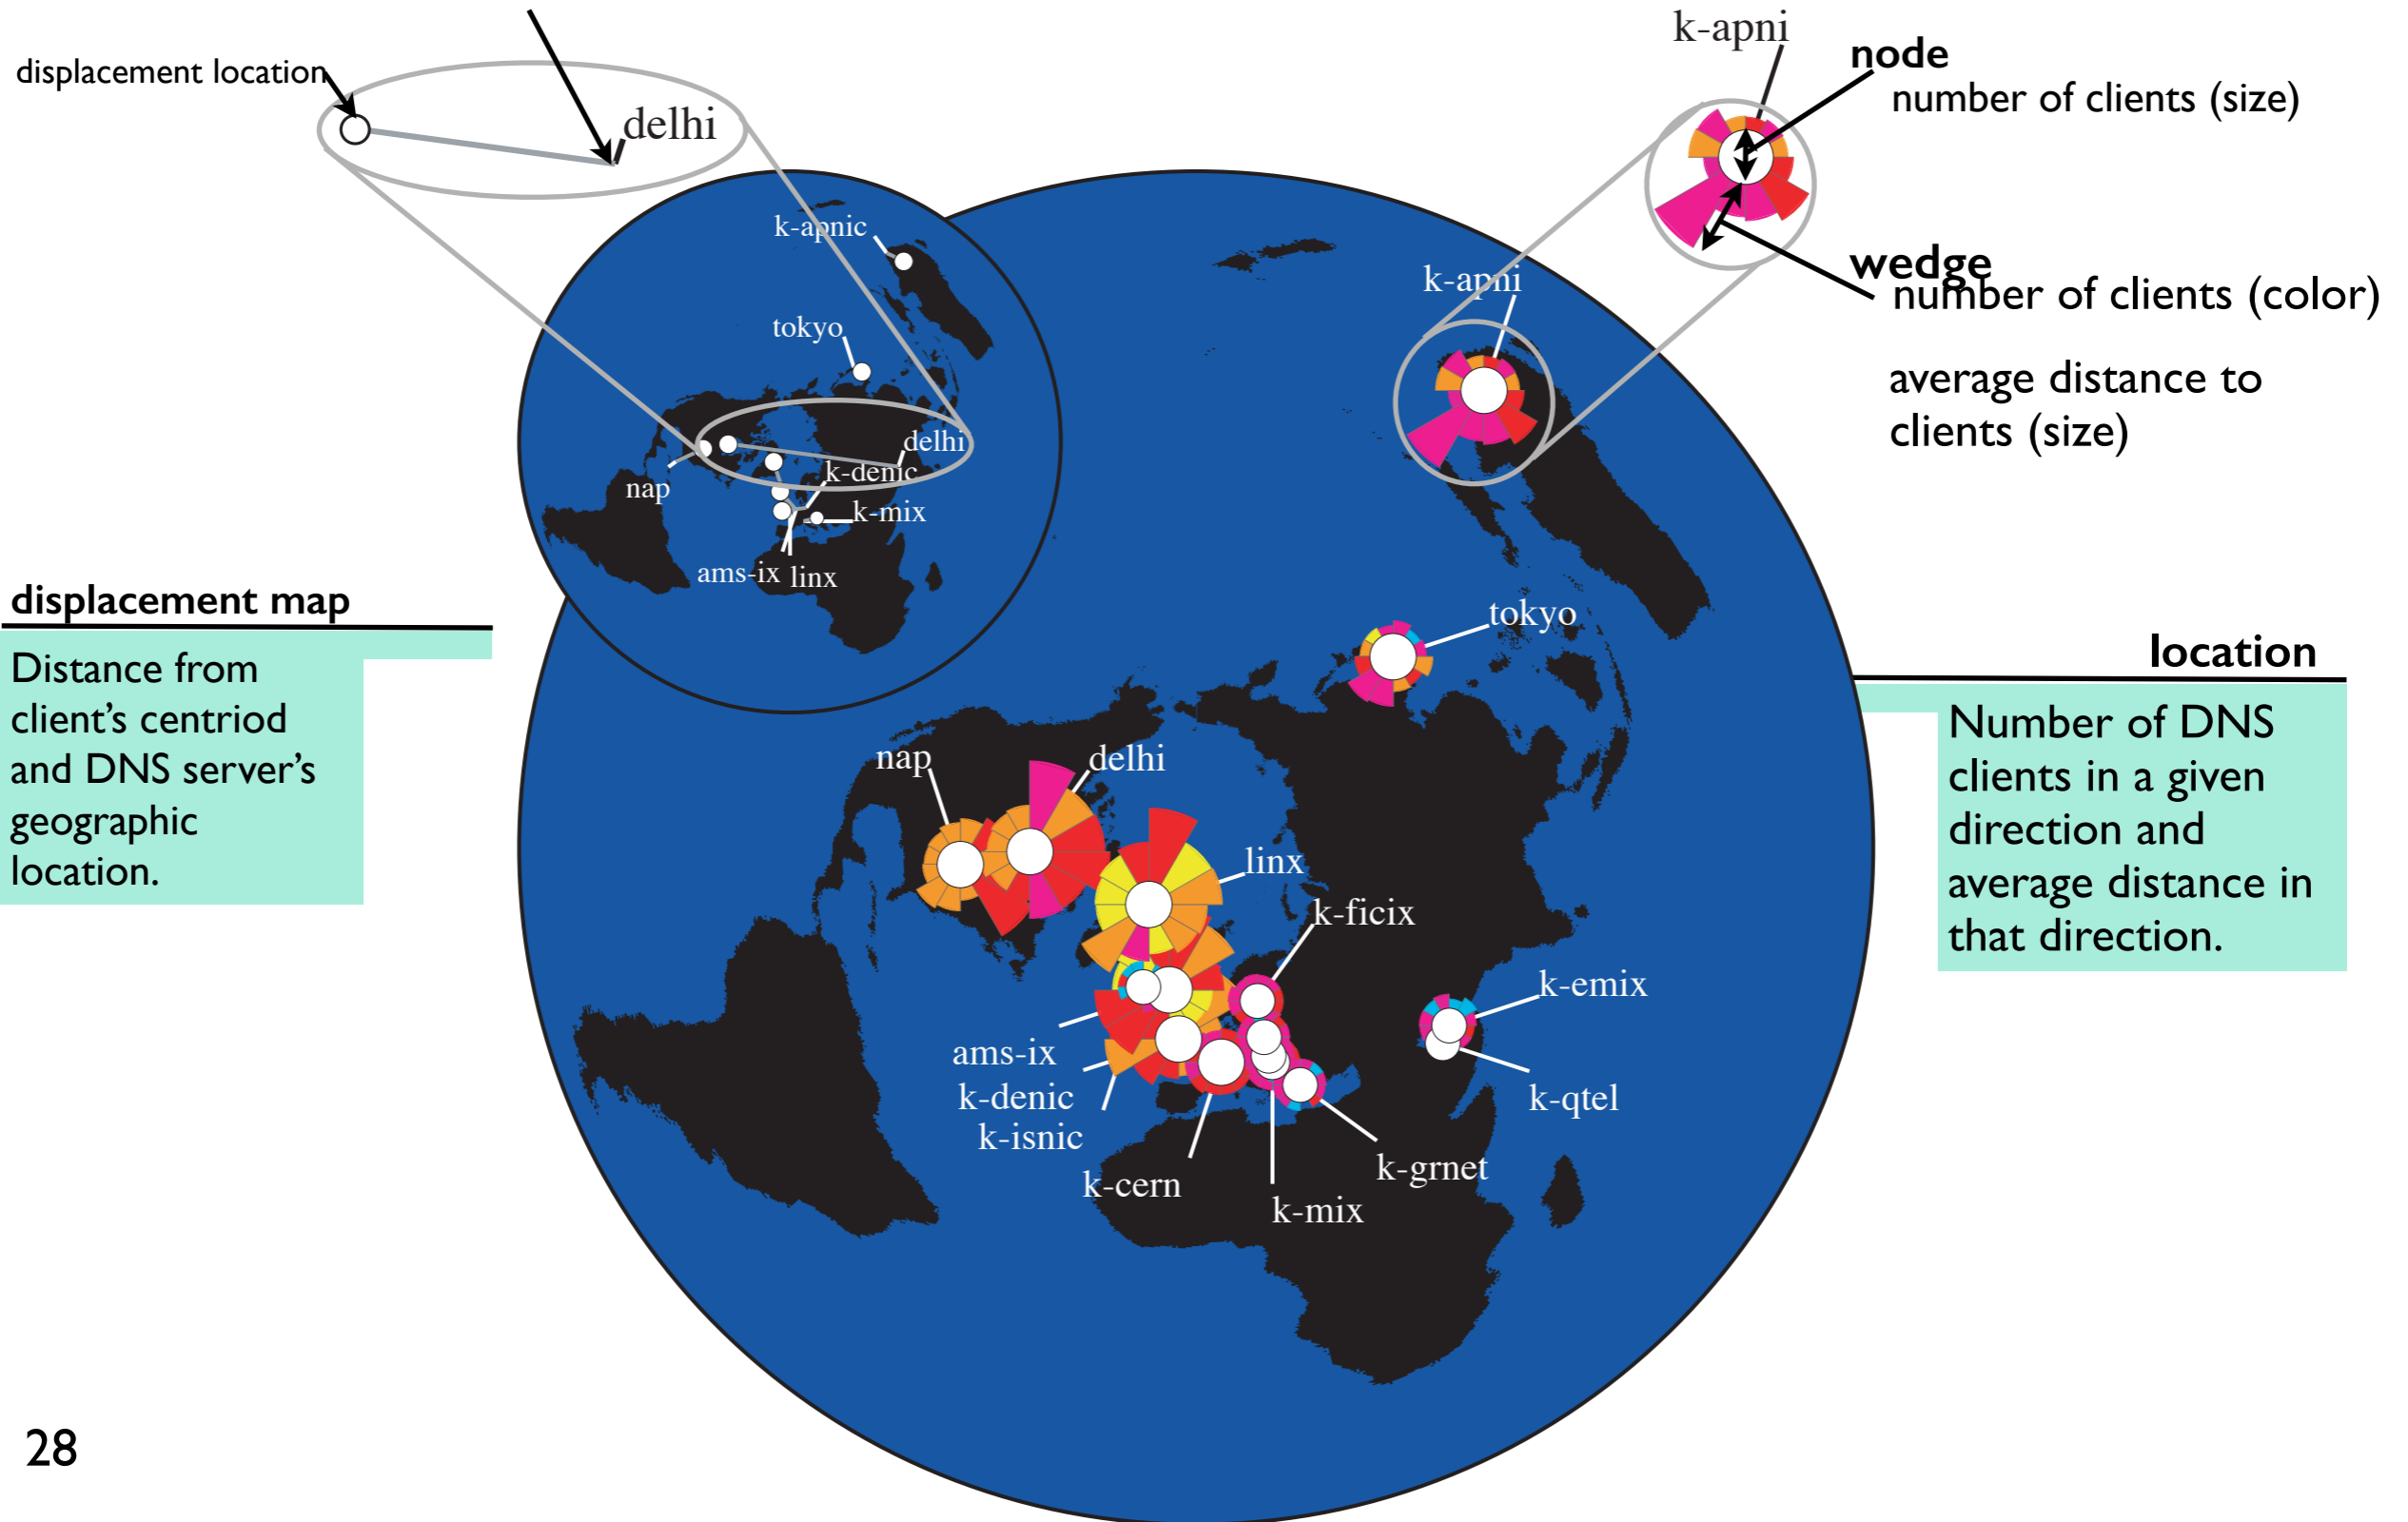 displacement location
delhi
k-apni
node
number of clients (size)
wedge
number of clients (color)
average distance to
clients (size)
k-apnic
tokyo
delhi
k-denic
k-mix
nap
ams-ix
linx
displacement map
Distance from
client’s centriod
and DNS server’s
geographic
location.
k-apni
tokyo
location
Number of DNS
clients in a given
direction and
average distance in
that direction.
nap
delhi
linx
k-ficix
k-emix
ams-ix
k-denic
k-isnic
k-qtel
k-cern
k-grnet
k-mix
28